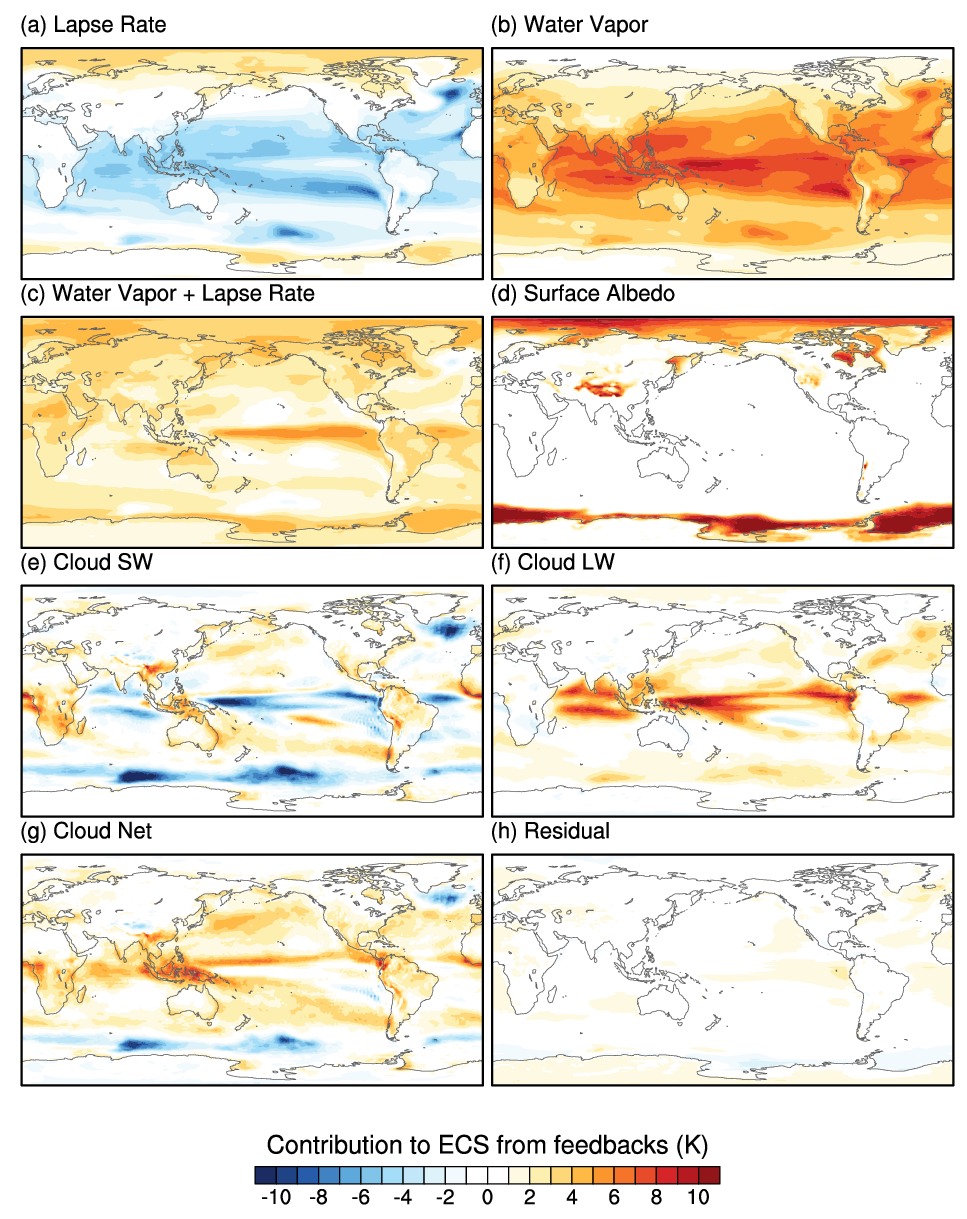 (a) Lapse Rate
(b) Water Vapor
(c) Water Vapor + Lapse Rate
(d) Surface Albedo
(e) Cloud SW
(f) Cloud LW
(g) Cloud Net
(h) Residual
Contribution to ECS from feedbacks (K)
-10 -8 -6 -4 -2 0 2 4 6 8 10